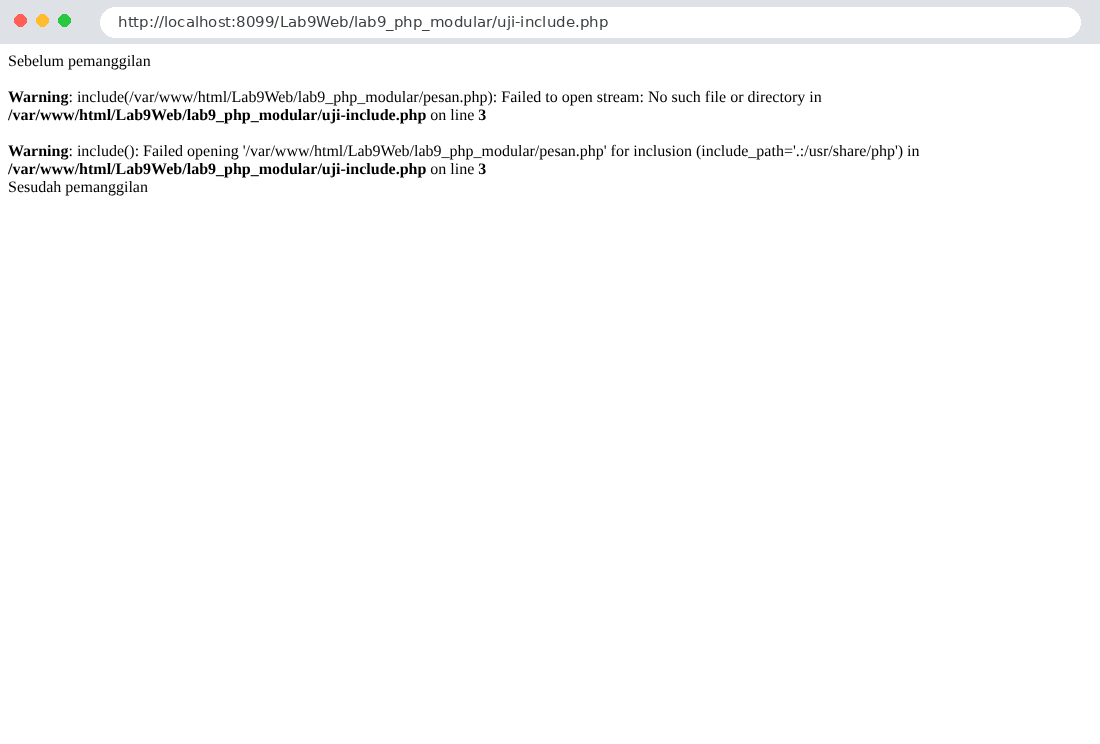 http://localhost:8099/Lab9Web/lab9_php_modular/uji-include.php
Sebelum pemanggilan
Warning: include(/var/www/html/Lab9Web/lab9_php_modular/pesan.php): Failed to open stream: No such file or directory in
/var/www/html/Lab9Web/lab9_php_modular/uji-include.php on line 3
Warning: include(): Failed opening '/var/www/html/Lab9Web/lab9_php_modular/pesan.php' for inclusion (include_path='.:/usr/share/php') in
/var/www/html/Lab9Web/lab9_php_modular/uji-include.php on line 3
Sesudah pemanggilan